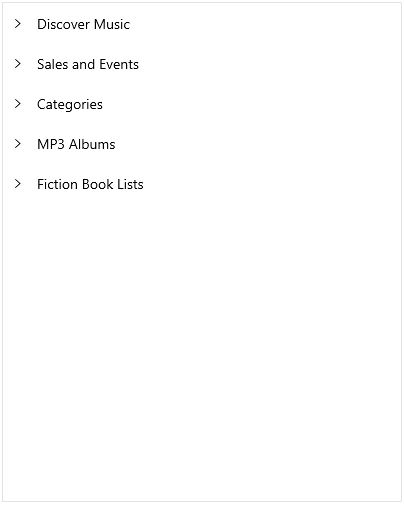 Discover Music
Sales and Events
Categories
MP3 Albums
Fiction Book Lists